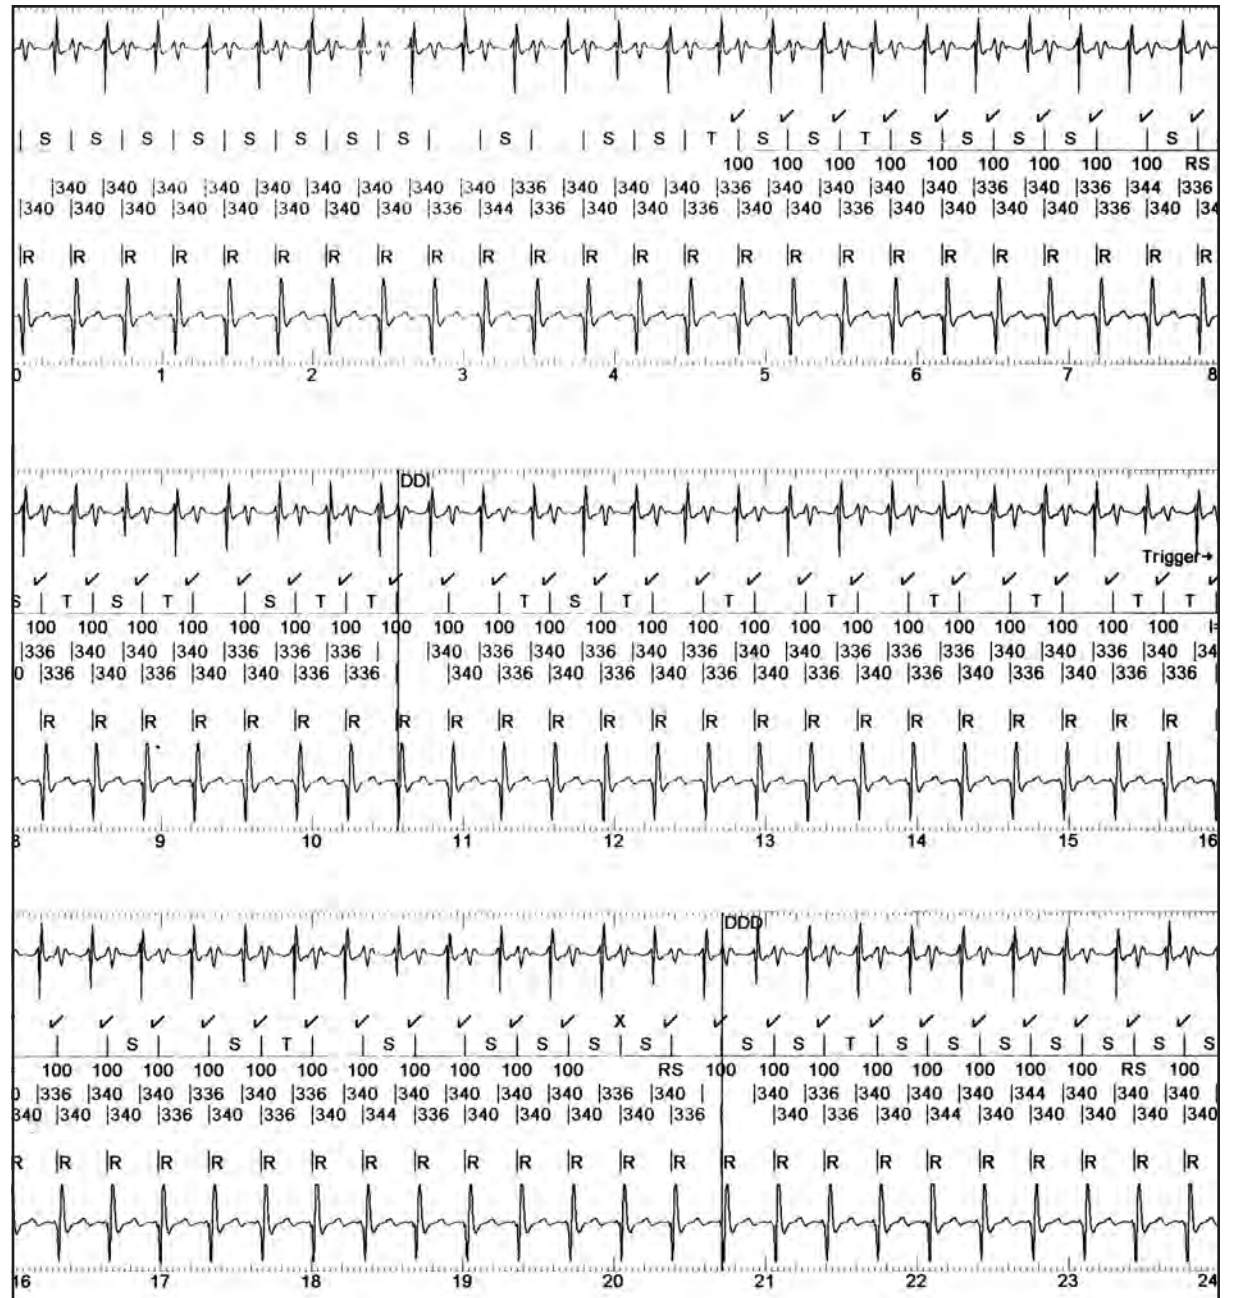 S S S S S S S S S S S T S S T S S S S S
100 100 100 100 100 100 100 100 100 RS
340 340 340 340 340 340 340 340 340 336 340 340 340 336 340 340 340 340 336 340 336 344 336
340 340 340 340 340 340 340 340 336 344 336 340 340 336 340 340 336 340 340 340 340 336 340
R R R R R R R R R R R R R R R R R R R R R R R R
0 1 2 3 4 5 6 7 8
DDI
Trigger→
S T S T S T T T S T T T T T T T
100 100 100 100 100 100 100 100 100 100 100 100 100 100 100 100 100 100 100 100 100 100 100
336 340 340 340 336 340 336 340 340 336 340 336 340 336 340 336 340 340 336 340 340 336
336 340 336 340 340 336 336 340 340 336 340 336 340 336 340 336 340 336 340 336 340 336
R R R R R R R R R R R R R R R R R R R R R R R
8 9 10 11 12 13 14 15 16
DDD
X
S S T S S S S S S S T S S S S S S S
100 100 100 100 100 100 100 100 100 100 100 RS 100 100 100 100 100 100 100 100 RS 100
336 340 340 336 340 340 340 340 340 340 336 340 340 340 340 340 344 340 340 340
340 340 340 336 336 340 344 336 340 340 340 340 336 340 336 340 344 340 340 340 340 340
R R R R R R R R R R R R R R R R R R R R R R R R
16 17 18 19 20 21 22 23 24